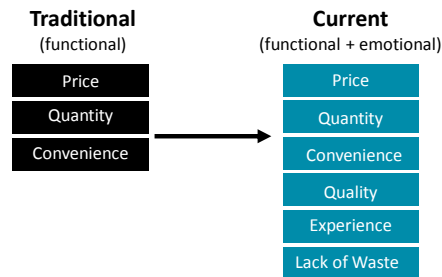 Traditional
(functional)
Price
Quantity
Convenience
Current
(functional + emotional)
Price
Quantity
Convenience
Quality
Experience
Lack of Waste